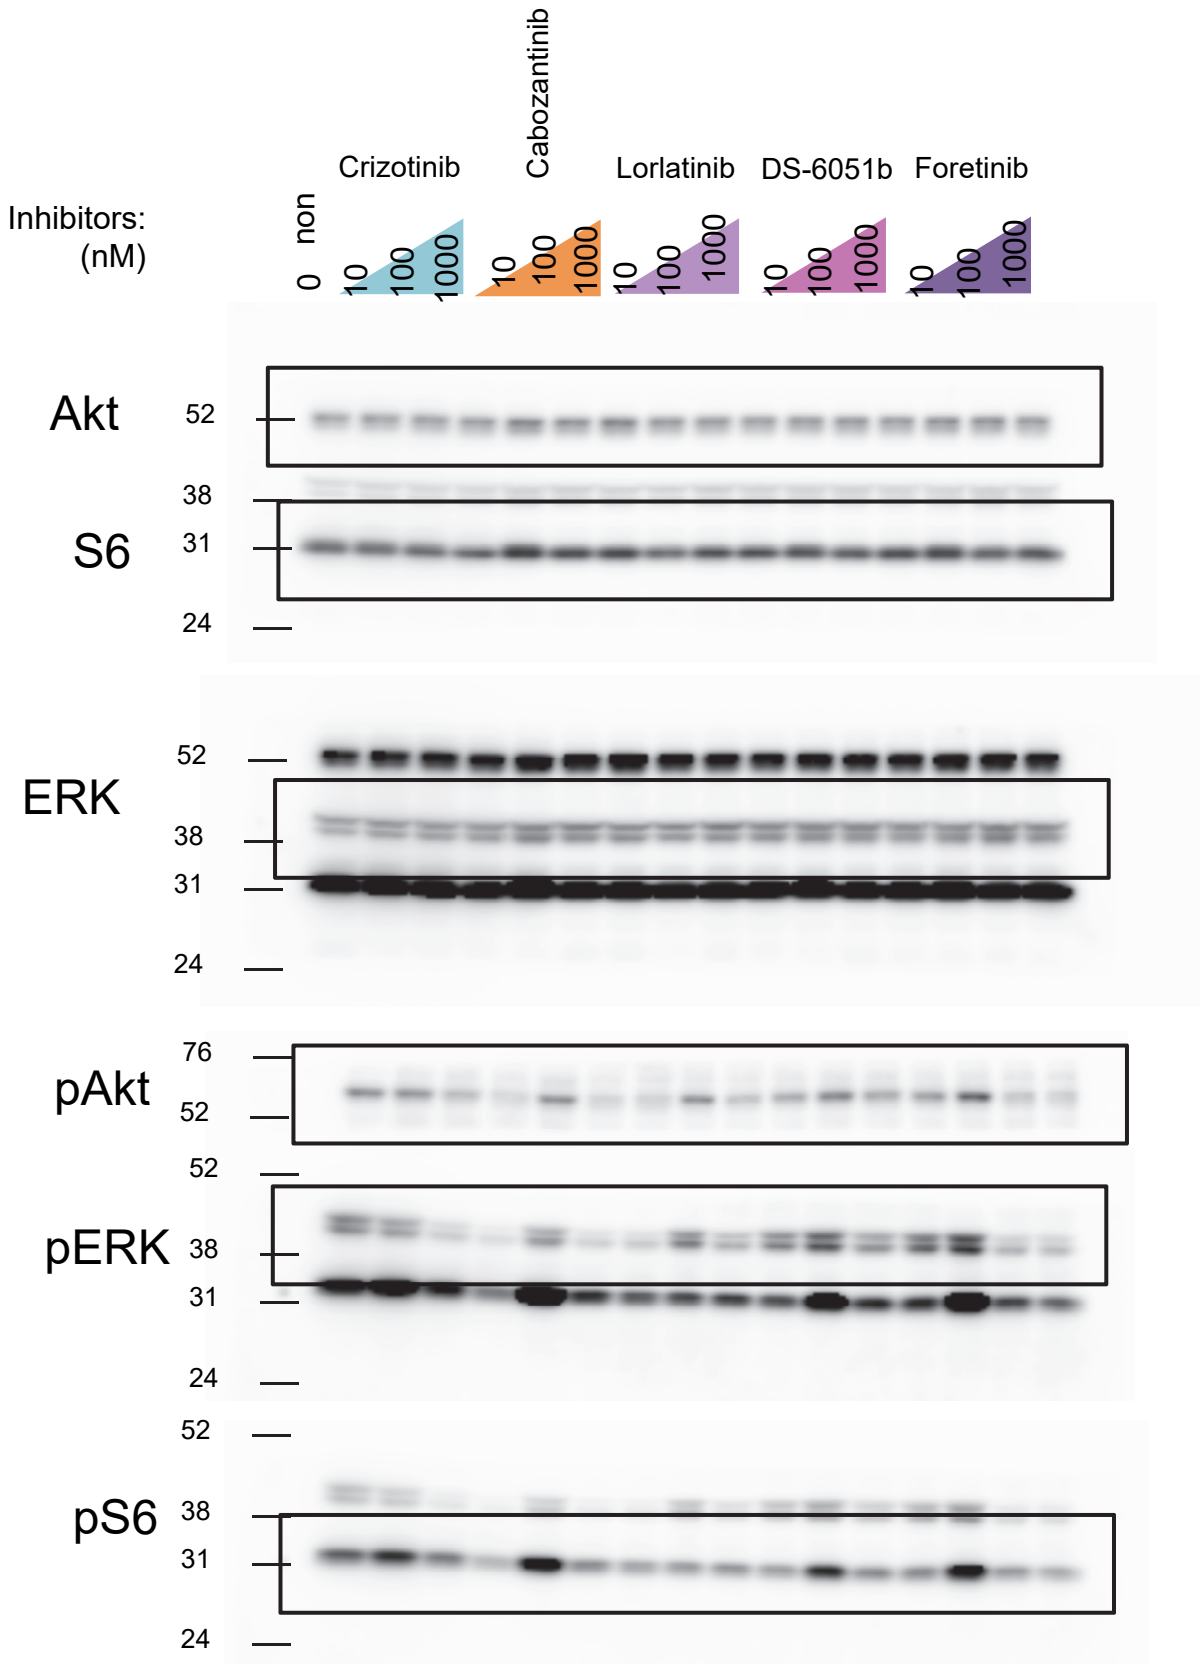 Cabozantinib
Crizotinib
Lorlatinib
DS-6051b
Foretinib
Inhibitors:
(nM)
non
0
10
100
1000
10
100
1000
10
100
1000
10
100
1000
10
100
1000
Akt
52
38
S6
31
24
52
ERK
38
31
24
76
pAkt
52
52
pERK
38
31
24
52
pS6
38
31
24